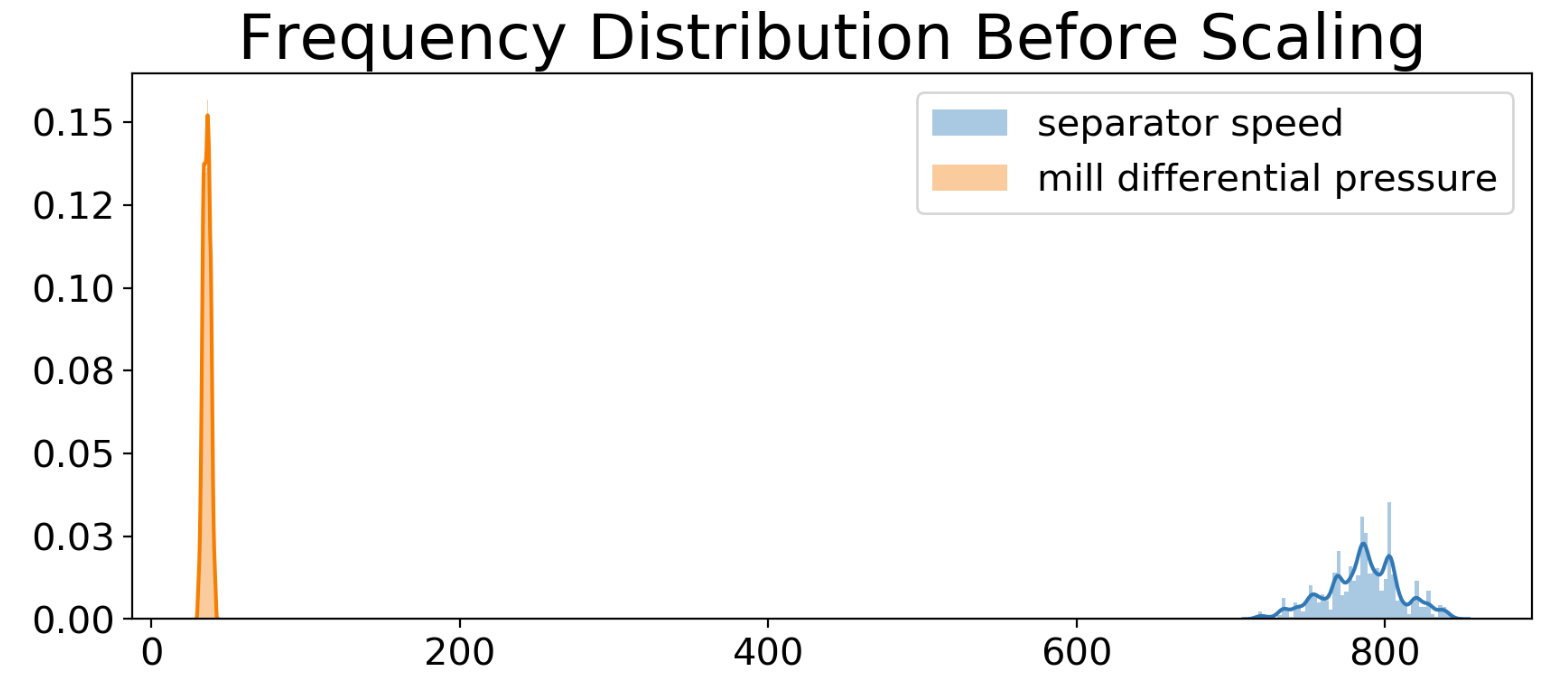 Frequency Distribution Before Scaling
separator speed
mill differential pressure
0.15
0.12
0.10
0.08
0.05
0.03
0.00
0 200 400 600 800